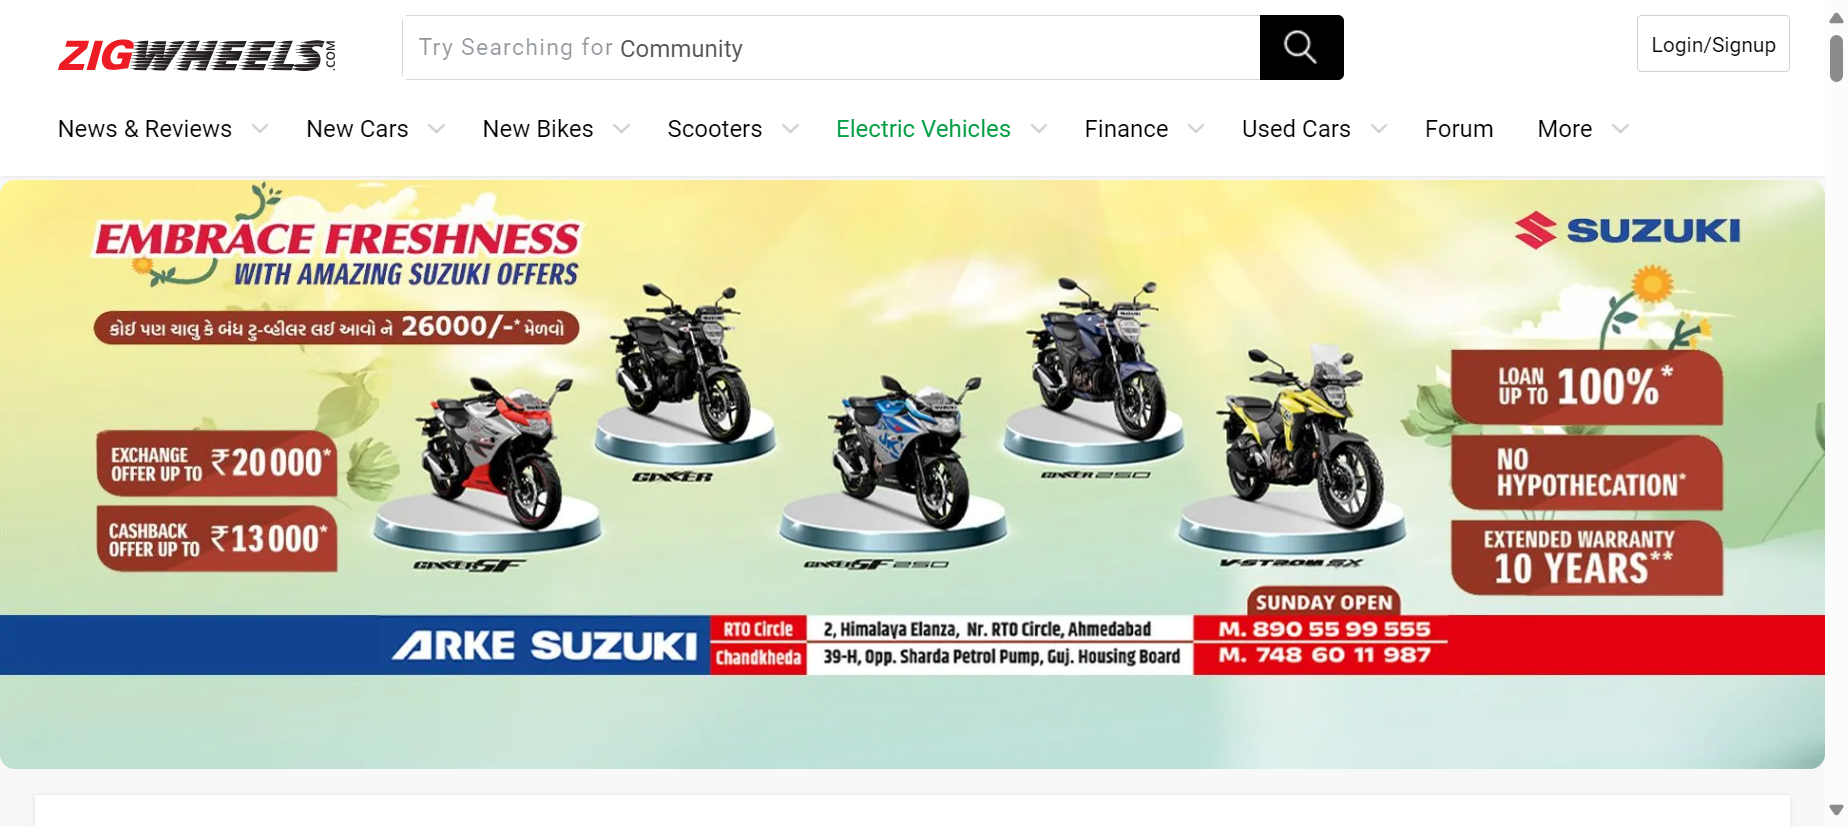 ZIGWHEELS.COM
Try Searching for Community
Login/Signup
News & Reviews
New Cars
New Bikes
Scooters
Electric Vehicles
Finance
Used Cars
Forum
More
EMBRACE FRESHNESS
WITH AMAZING SUZUKI OFFERS
કોઈ પણ ચાલુ કે બંધ ટુ-વ્હીલર લઈ આવો ને 26000/-* મેળવો
EXCHANGE
OFFER UP TO ₹20 000*
CASHBACK
OFFER UP TO ₹13 000*
GIXXER
GIXXER 250
GIXXER SF
GIXXER SF 250
V-STROM SX
SUZUKI
LOAN
UP TO 100%*
NO
HYPOTHECATION*
EXTENDED WARRANTY
10 YEARS**
SUNDAY OPEN
ARKE SUZUKI
RTO Circle 2, Himalaya Elanza, Nr. RTO Circle, Ahmedabad M. 890 55 99 555
Chandkheda 39-H, Opp. Sharda Petrol Pump, Guj. Housing Board M. 748 60 11 987